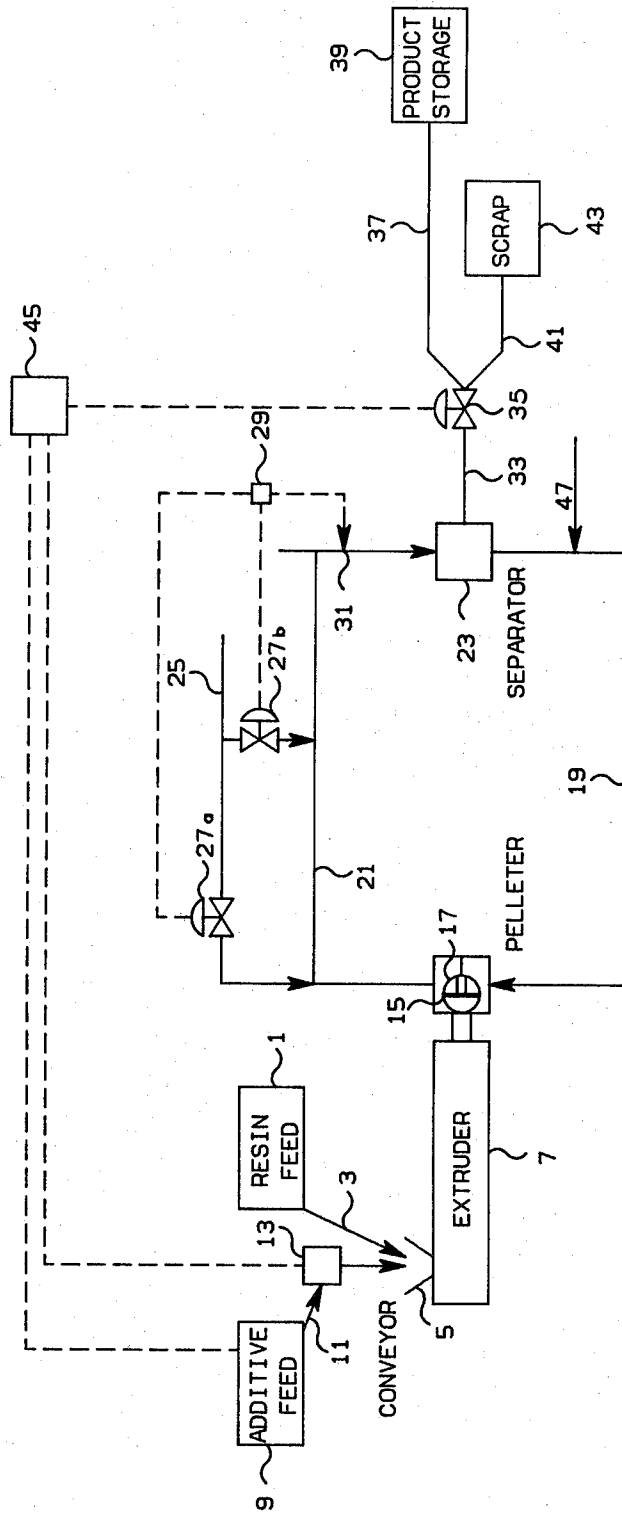 45
39
PRODUCT
STORAGE
37
SCRAP
43
41
35
33
29
31
25
27b
27a
21
23
SEPARATOR
47
19
PELLETER
17
15
1
RESIN
FEED
3
13
CONVEYOR
5
EXTRUDER
7
11
ADDITIVE
FEED
9